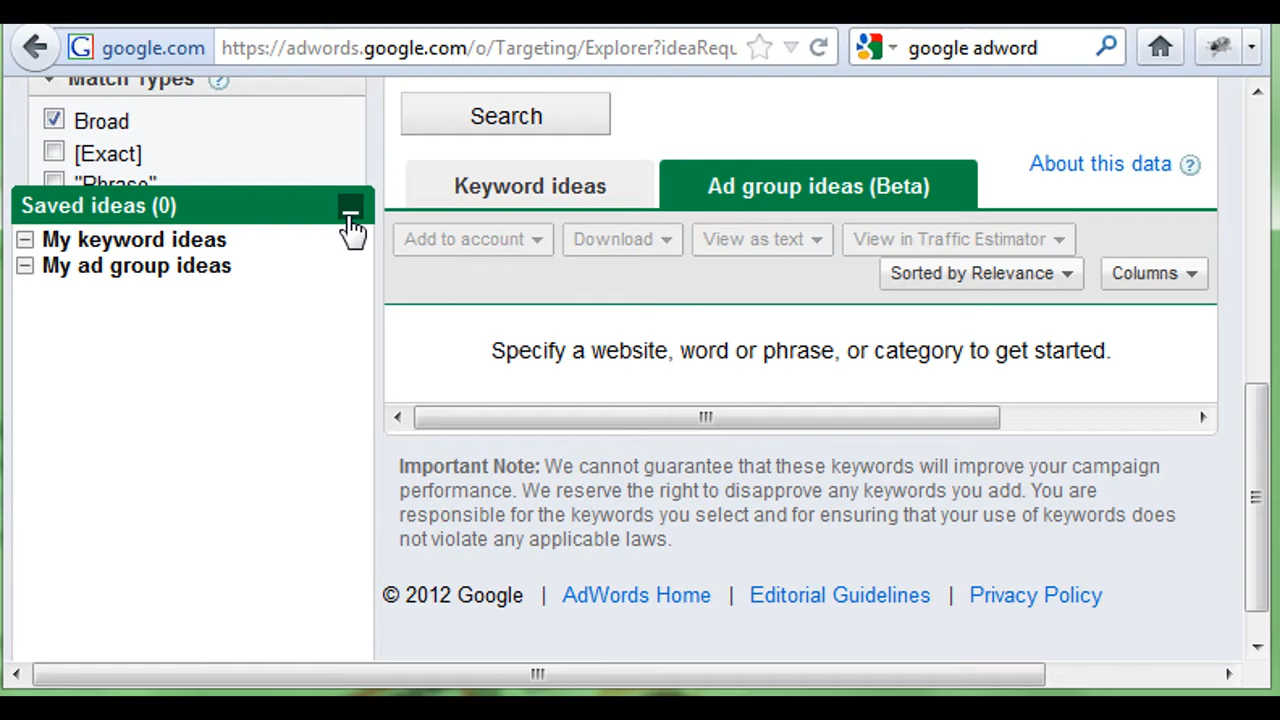 google.com
https://adwords.google.com/o/Targeting/Explorer?ideaRequ
google adword
Match Types ?
Broad
[Exact]
"Phrase"
Saved ideas (0)
My keyword ideas
My ad group ideas
Search
About this data ?
Keyword ideas
Ad group ideas (Beta)
Add to account
Download
View as text
View in Traffic Estimator
Sorted by Relevance
Columns
Specify a website, word or phrase, or category to get started.
Important Note: We cannot guarantee that these keywords will improve your campaign
performance. We reserve the right to disapprove any keywords you add. You are
responsible for the keywords you select and for ensuring that your use of keywords does
not violate any applicable laws.
© 2012 Google | AdWords Home | Editorial Guidelines | Privacy Policy